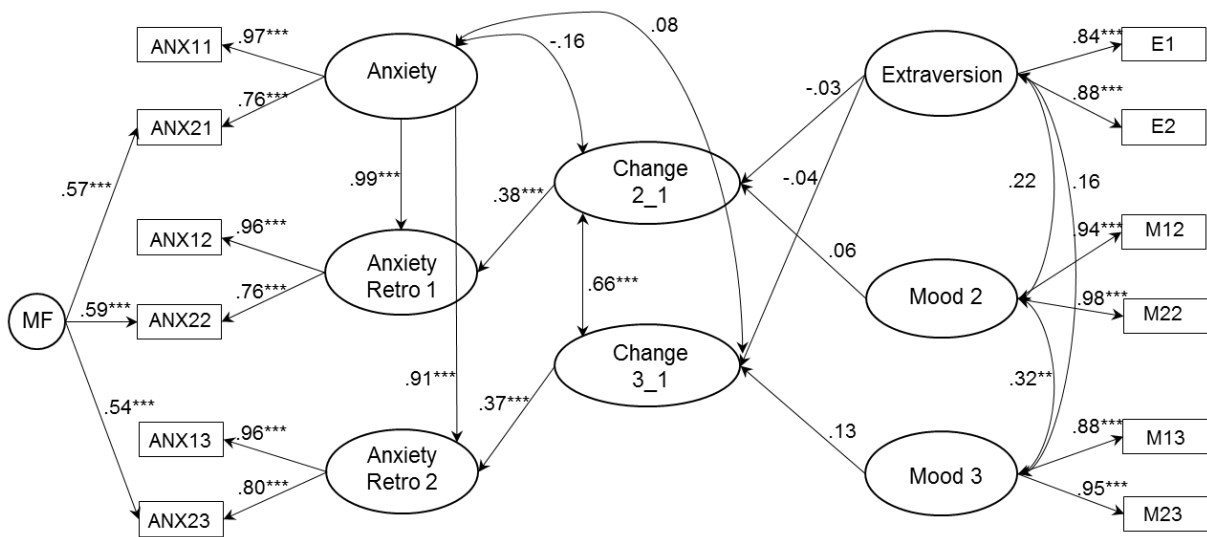 .08
.97***
-.16
.84***
ANX11
Anxiety
Extraversion
E1
.76***
-.03
.88***
ANX21
E2
Change
2_1
.99***
.38***
-.04
.22
.16
.57***
ANX12
.96***
.94***
M12
Anxiety
Retro 1
.06
.76***
.66***
Mood 2
.98***
MF
.59***
ANX22
M22
Change
3_1
.91***
.32**
.37***
.54***
ANX13
.96***
.13
.88***
M13
Anxiety
Retro 2
Mood 3
.80***
.95***
ANX23
M23